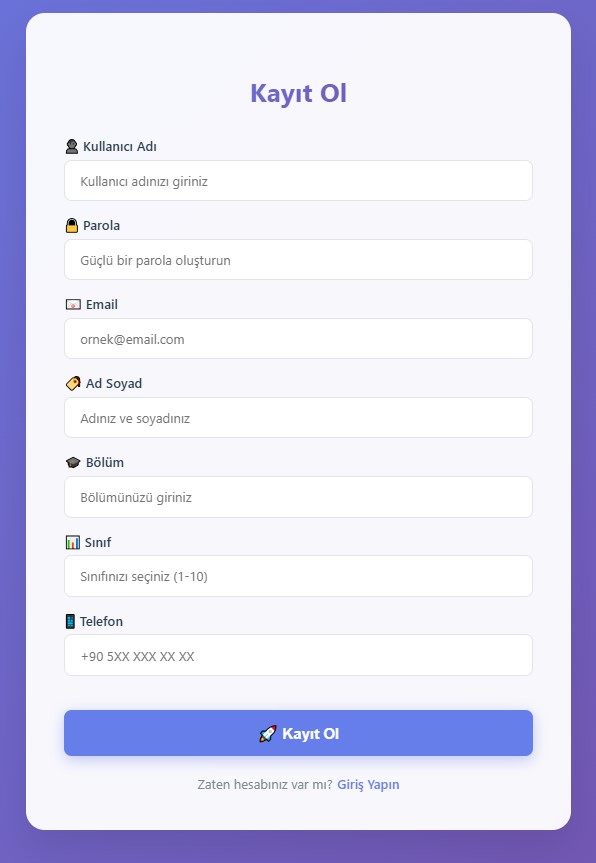 Kayıt Ol
Kullanıcı Adı
Kullanıcı adınızı giriniz
Parola
Güçlü bir parola oluşturun
Email
ornek@email.com
Ad Soyad
Adınız ve soyadınız
Bölüm
Bölümünüzü giriniz
Sınıf
Sınıfınızı seçiniz (1-10)
Telefon
+90 5XX XXX XX XX
Kayıt Ol
Zaten hesabınız var mı? Giriş Yapın